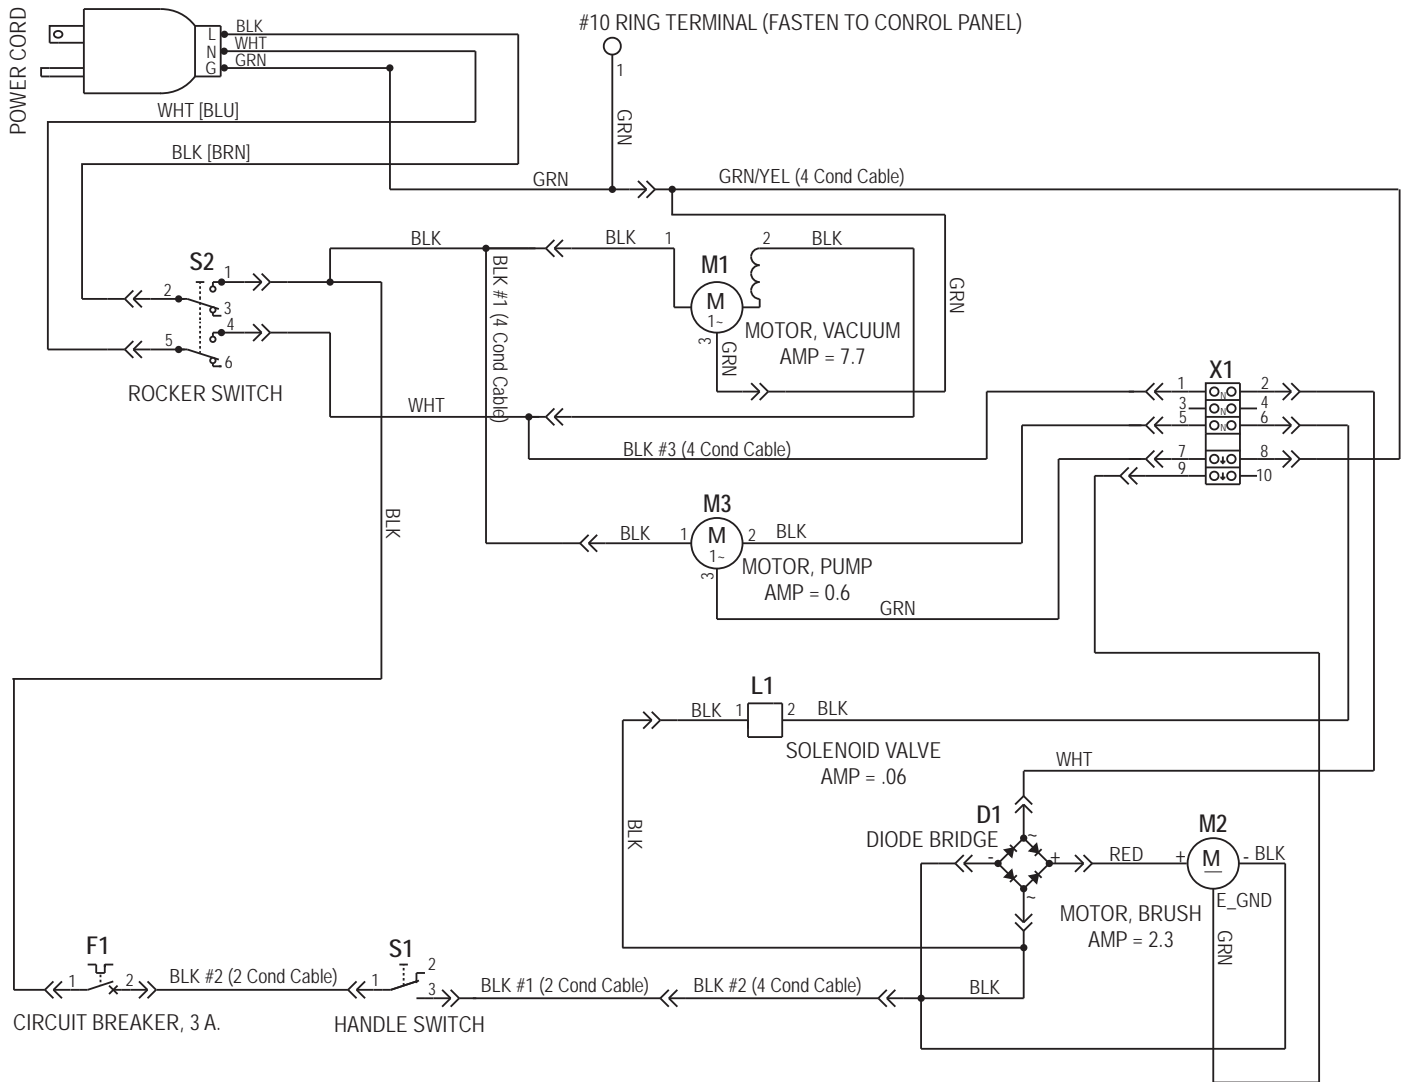 POWER CORD
L BLK
N WHT
G GRN
#10 RING TERMINAL (FASTEN TO CONROL PANEL)
1
GRN
WHT [BLU]
BLK [BRN]
GRN
GRN/YEL (4 Cond Cable)
S2
1
2
3
4
5
6
ROCKER SWITCH
BLK
BLK
1
2
BLK
BLK #1 (4 Cond Cable)
M1
M
1~
3
GRN
GRN
MOTOR, VACUUM
AMP = 7.7
WHT
BLK #3 (4 Cond Cable)
X1
1 N 2
3 N 4
5 N 6
7 8
9 10
BLK
M3
BLK 1
M
1~
2 BLK
3
MOTOR, PUMP
AMP = 0.6
GRN
L1
BLK 1 2 BLK
SOLENOID VALVE
AMP = .06
BLK
WHT
D1
DIODE BRIDGE
~
-
+
~
RED
M2
+
M
- BLK
E_GND
GRN
MOTOR, BRUSH
AMP = 2.3
F1
1 2
BLK #2 (2 Cond Cable)
CIRCUIT BREAKER, 3 A.
S1
1
2
3
HANDLE SWITCH
BLK #1 (2 Cond Cable)
BLK #2 (4 Cond Cable)
BLK